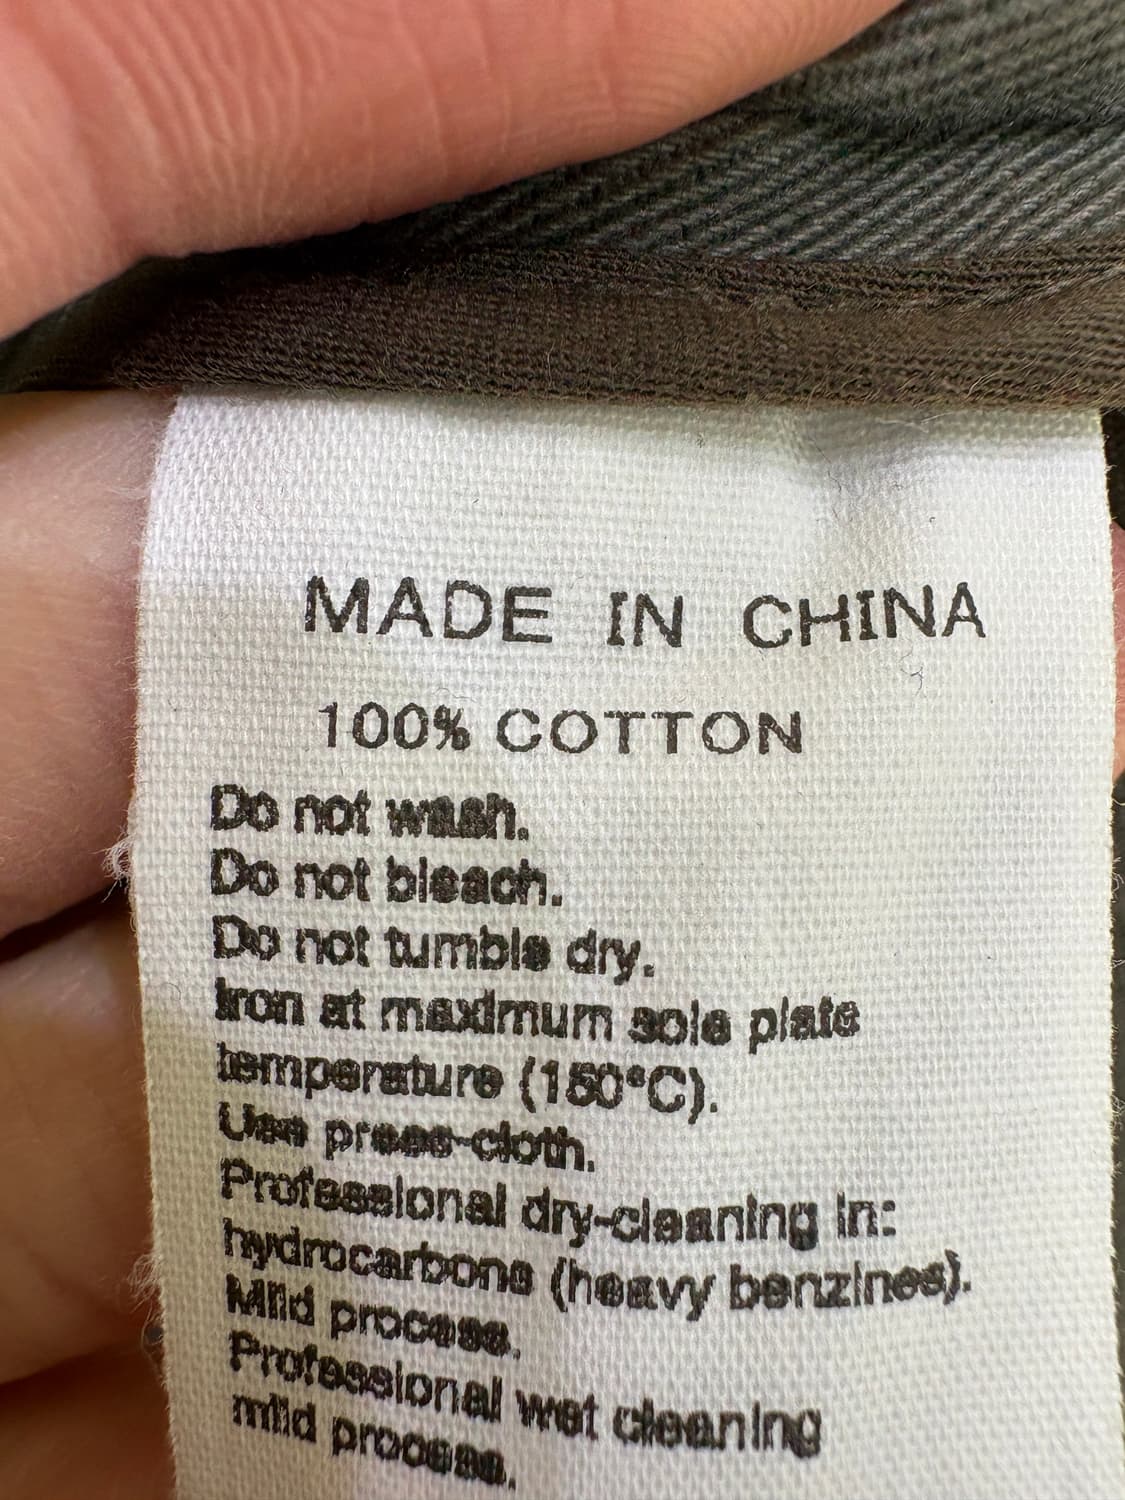 MADE IN CHINA
100% COTTON
Do not wash.
Do not bleach.
Do not tumble dry.
Iron at maximum sole plate
temperature (150°C).
Use press-cloth.
Professional dry-cleaning in:
hydrocarbons (heavy benzines).
Mild process.
Professional wet cleaning
mild process.